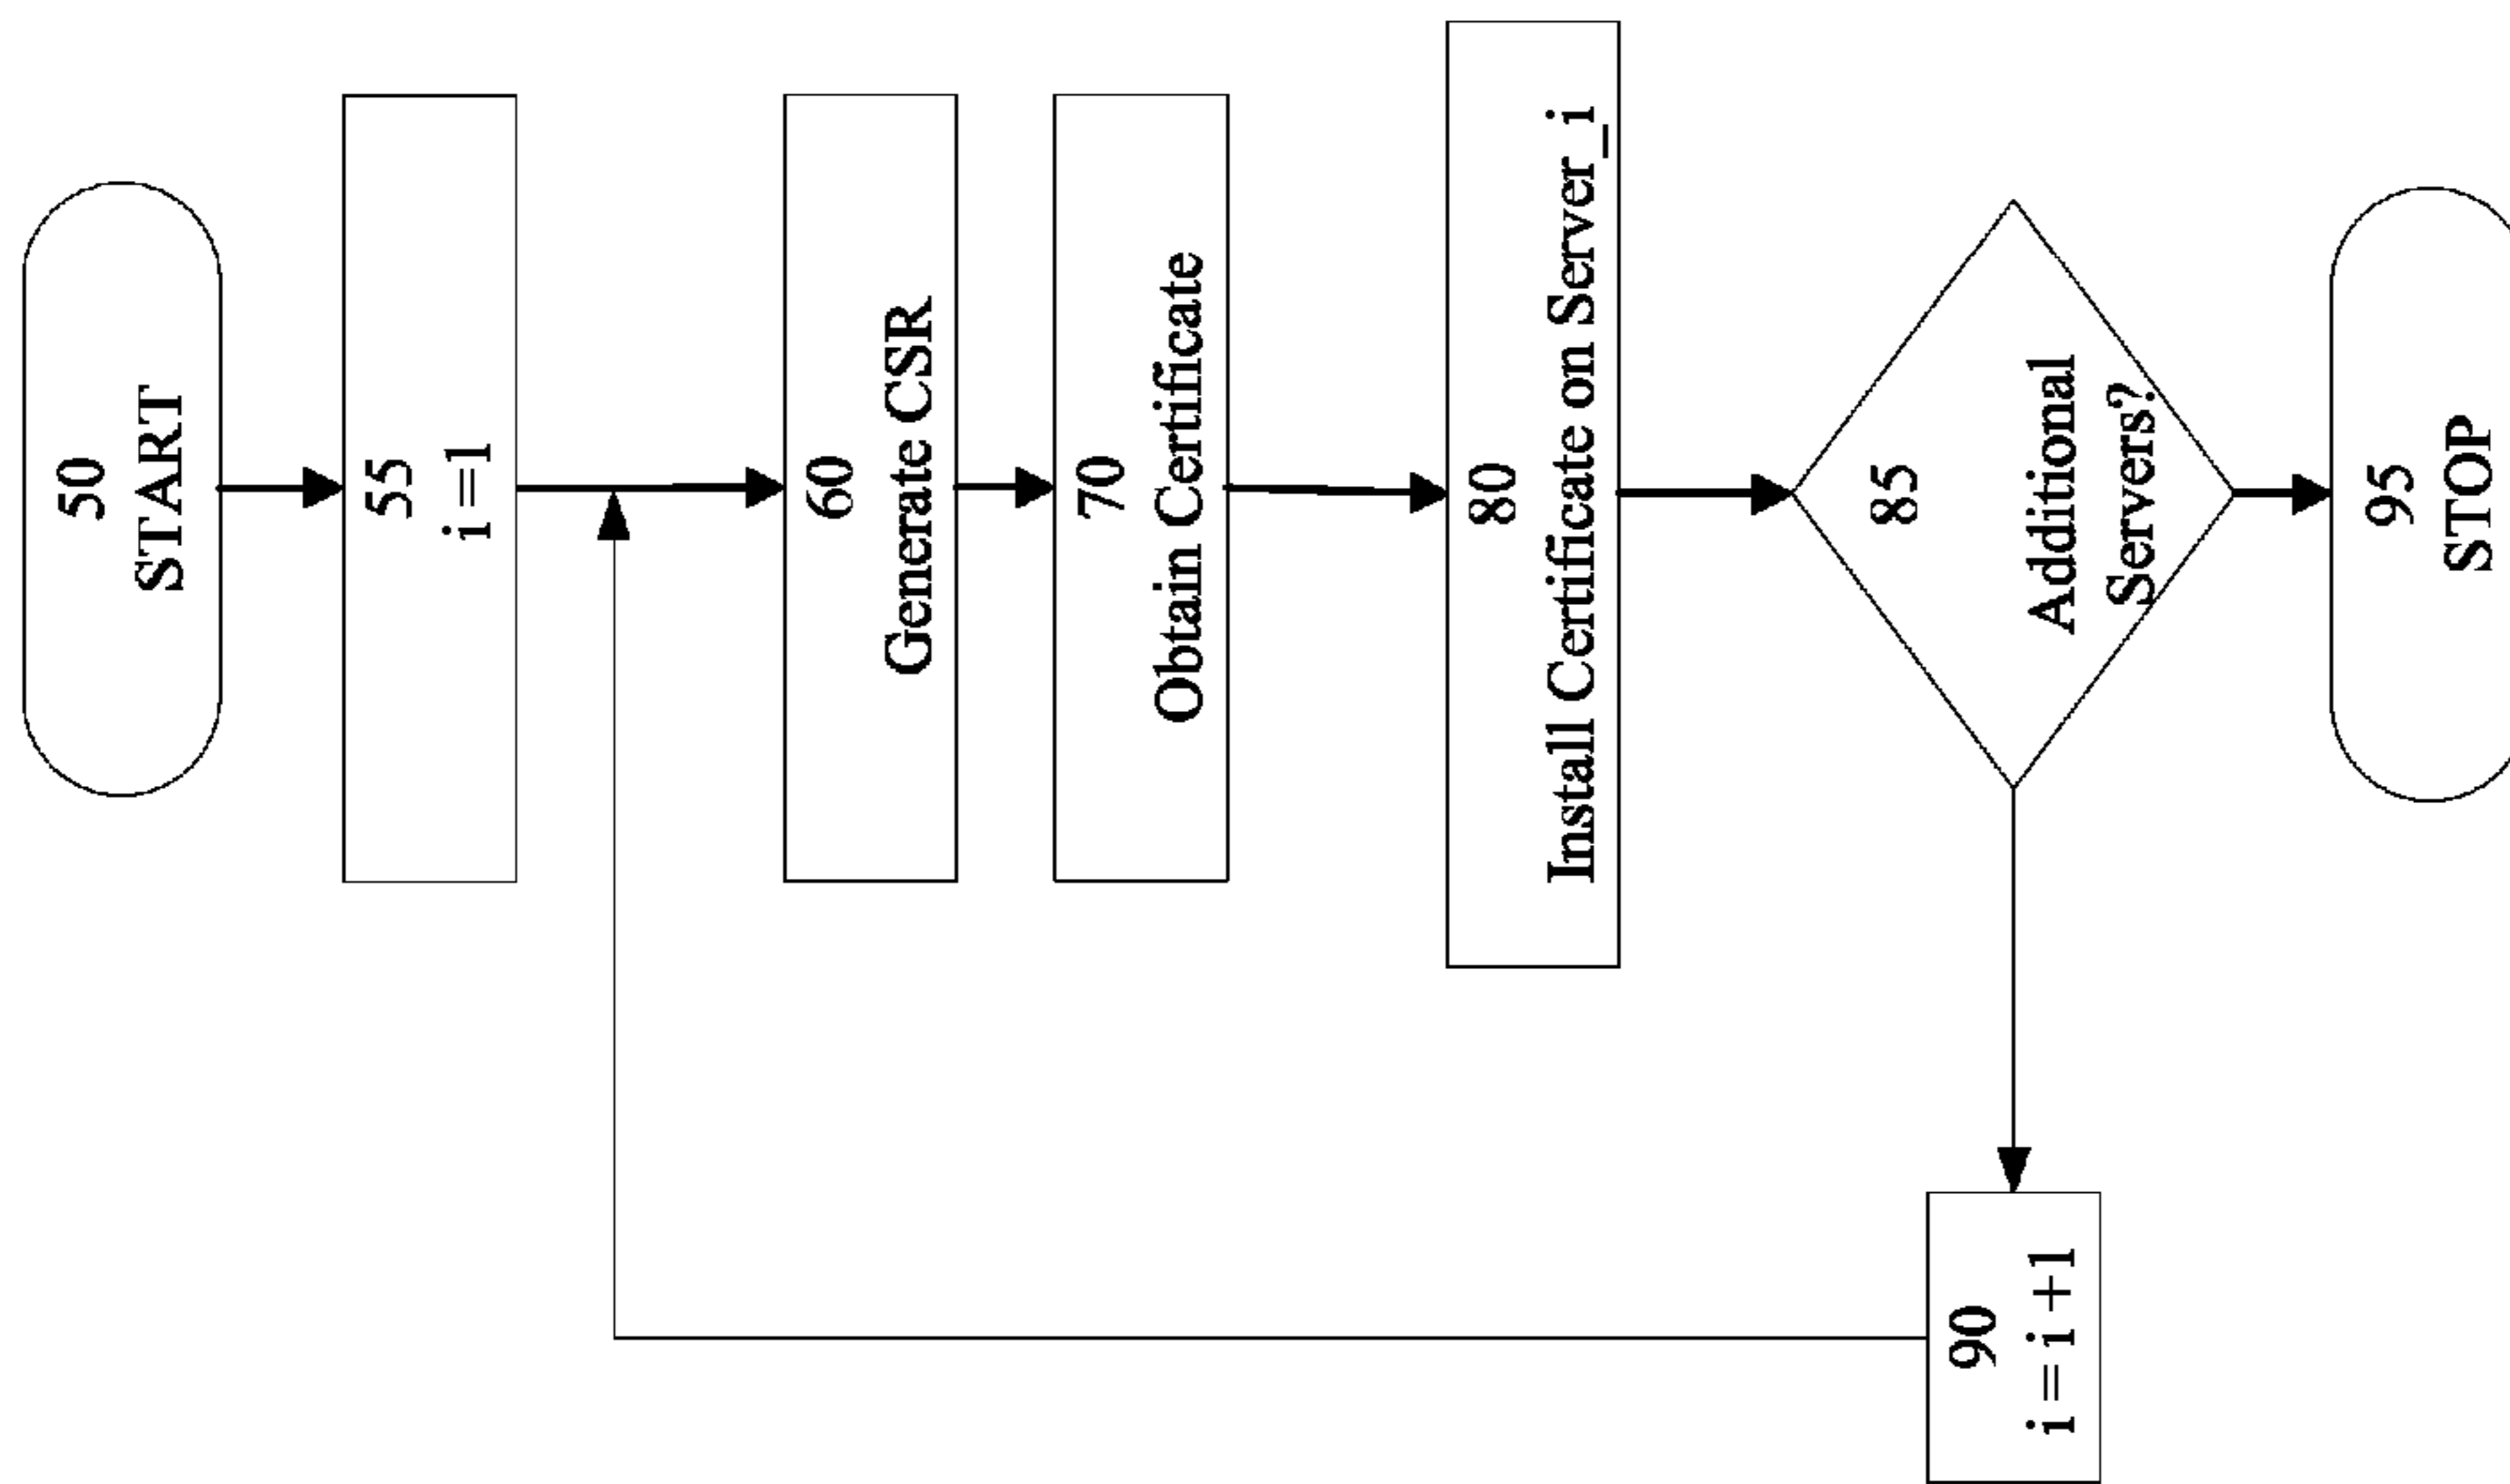 50
START
55
i=1
60
Generate CSR
70
Obtain Certificate
80
Install Certificate on Server_i
85
Additional
Servers?
90
i=i+1
95
STOP